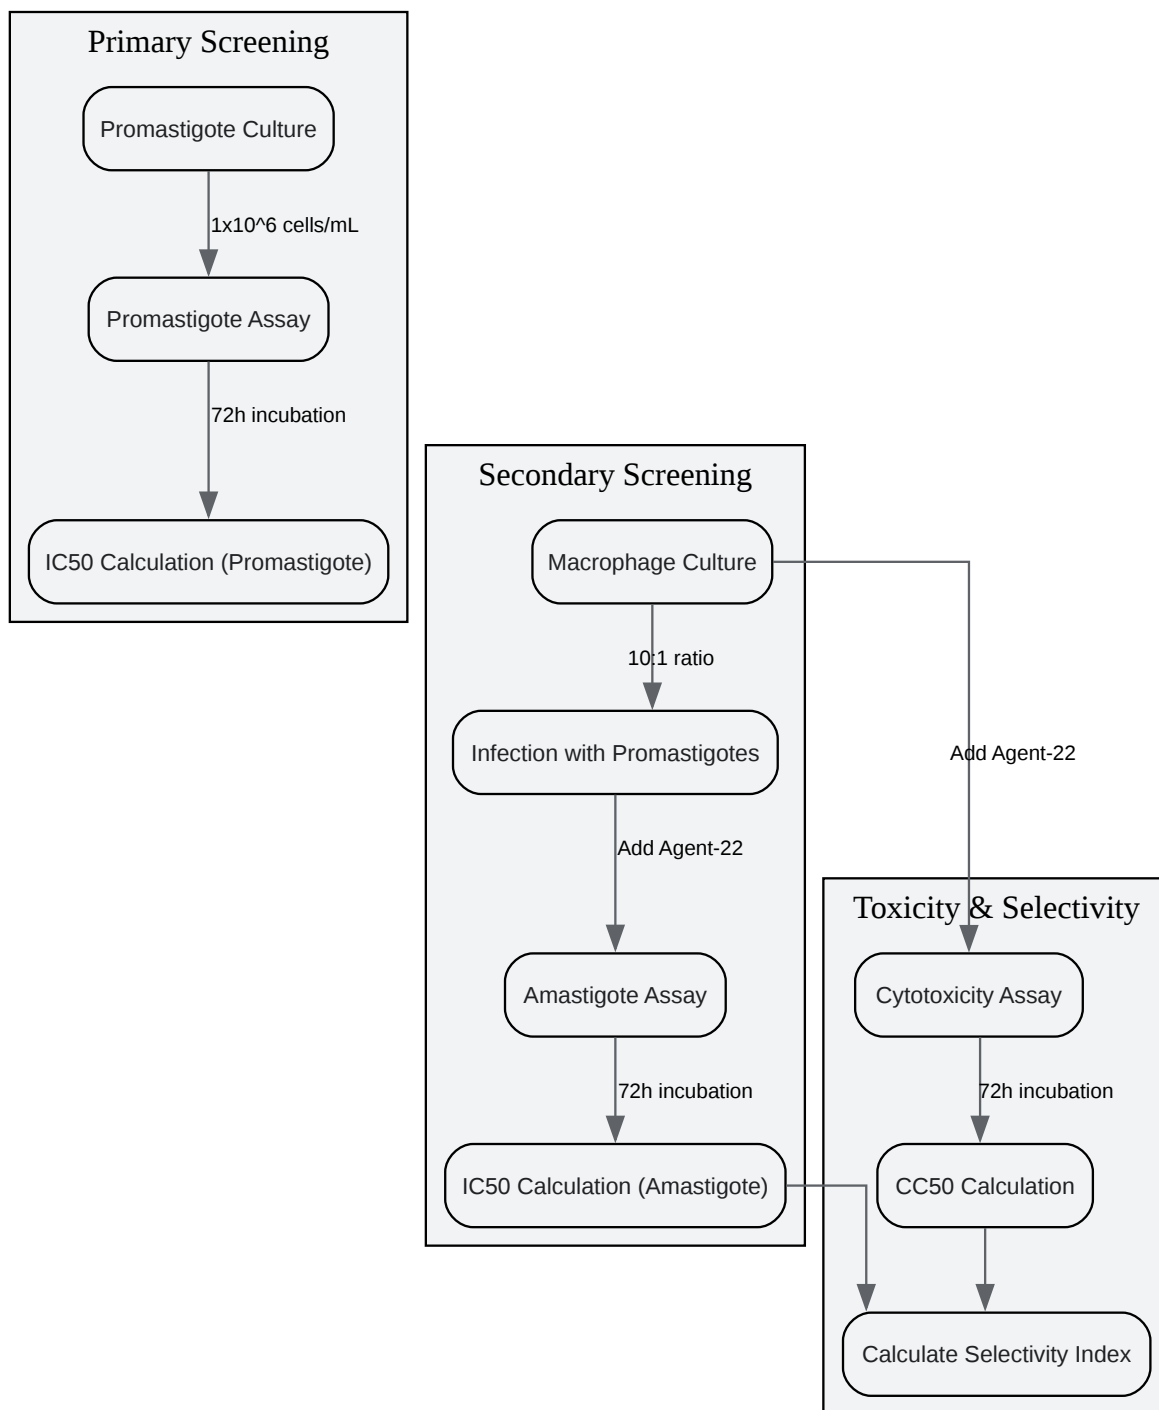 Primary Screening
Promastigote Culture
1x10^6 cells/mL
Promastigote Assay
72h incubation
IC50 Calculation (Promastigote)
Secondary Screening
Macrophage Culture
10:1 ratio
Infection with Promastigotes
Add Agent-22
Amastigote Assay
72h incubation
IC50 Calculation (Amastigote)
Add Agent-22
Toxicity & Selectivity
Cytotoxicity Assay
72h incubation
CC50 Calculation
Calculate Selectivity Index